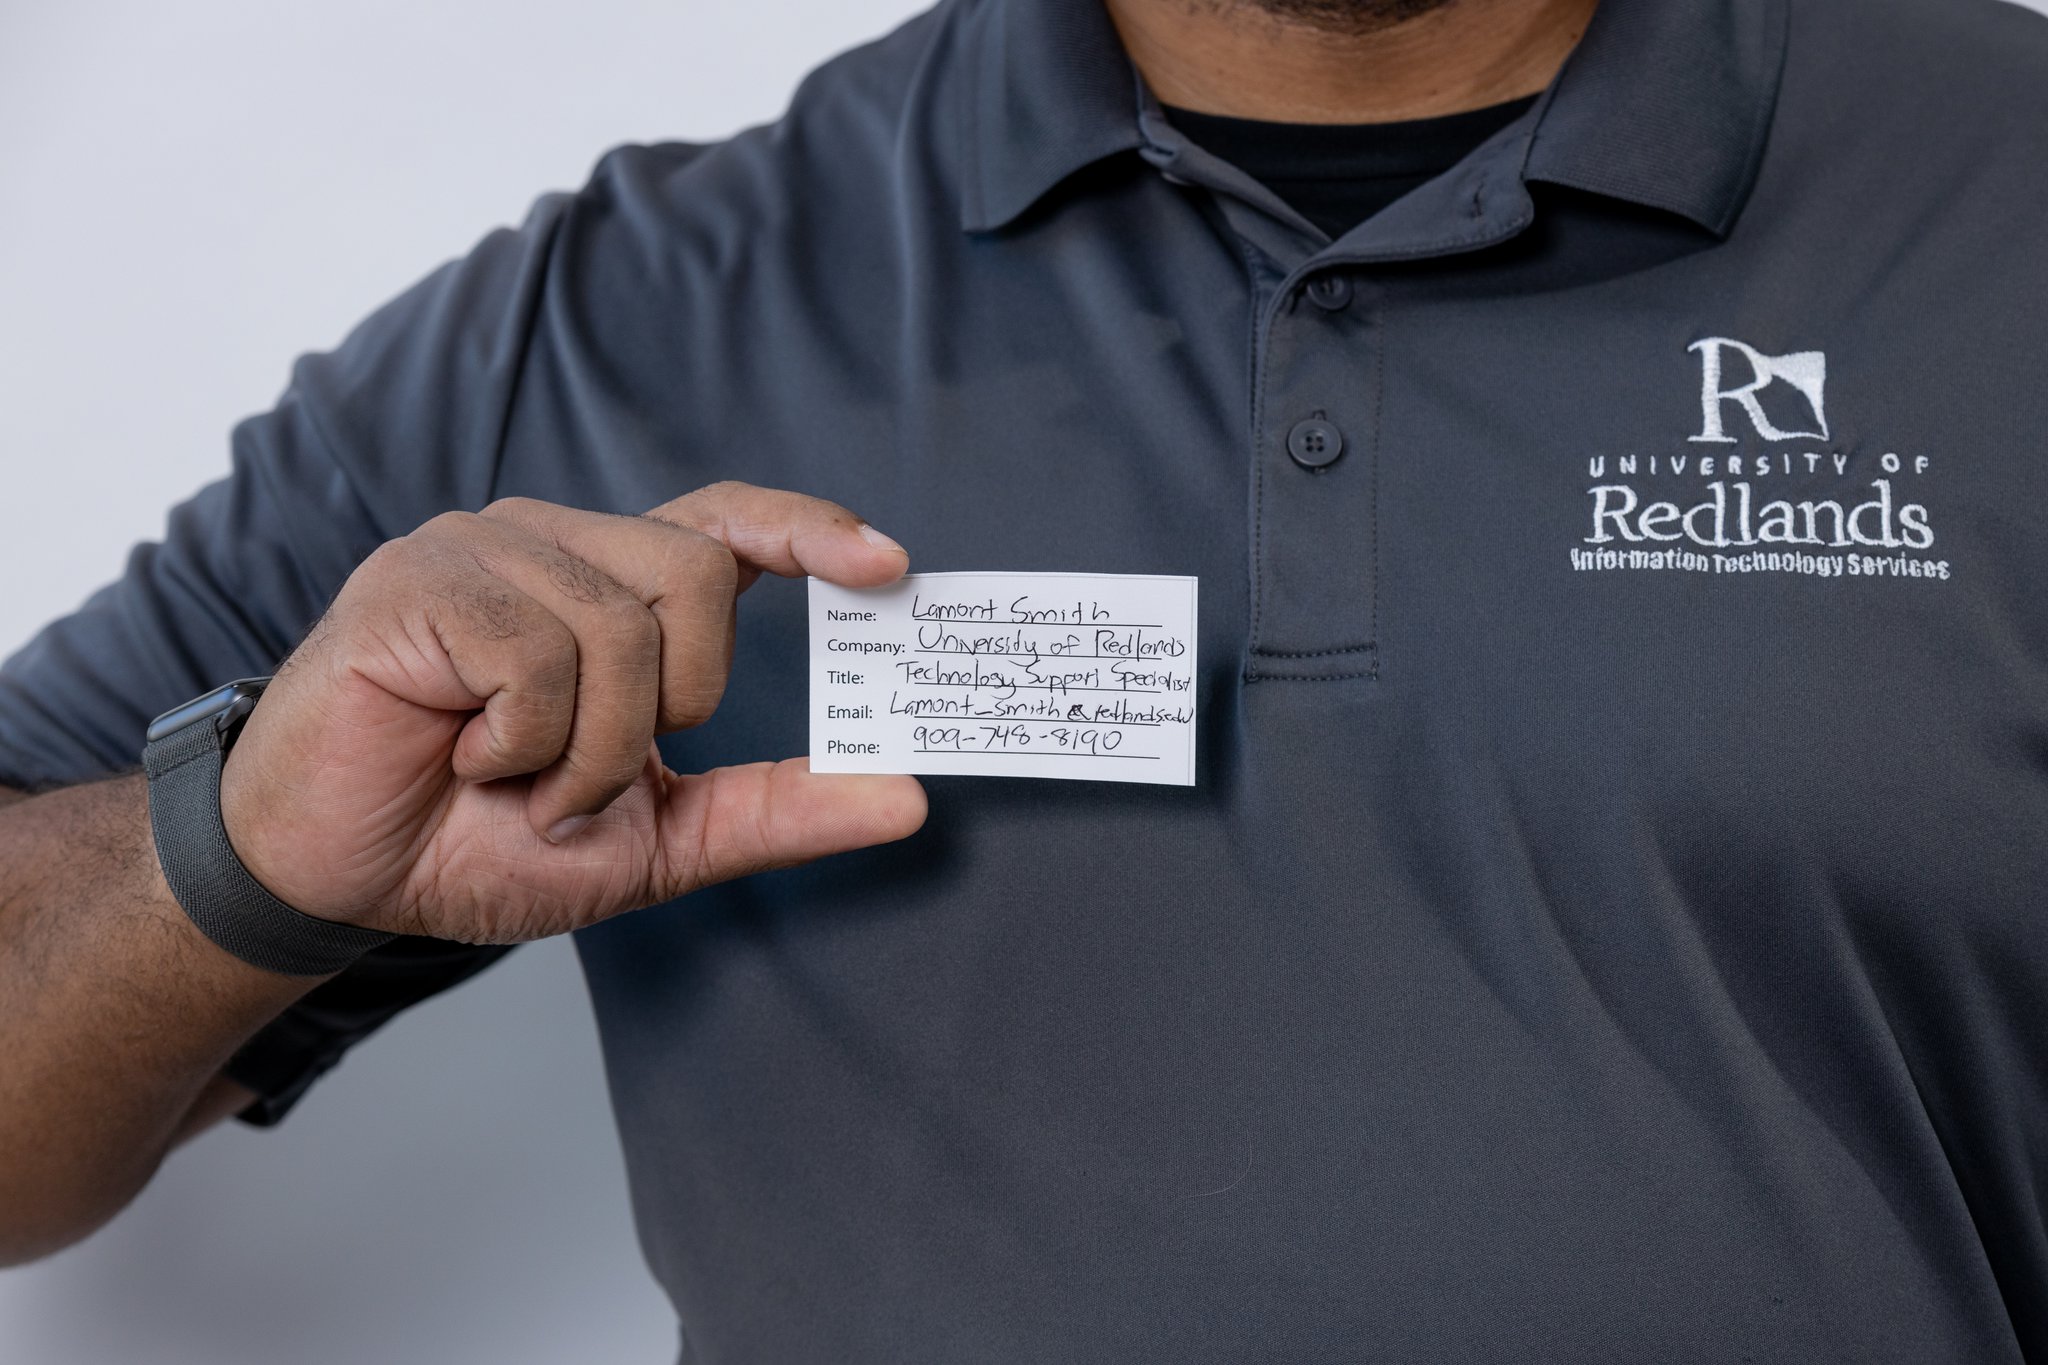 R
UNIVERSITY OF
Redlands
Information Technology Services
Name: Lamont Smith
Company: University of Redlands
Title: Technology Support Specialist
Email: Lamont_smith@redlands.edu
Phone: 909-748-8190